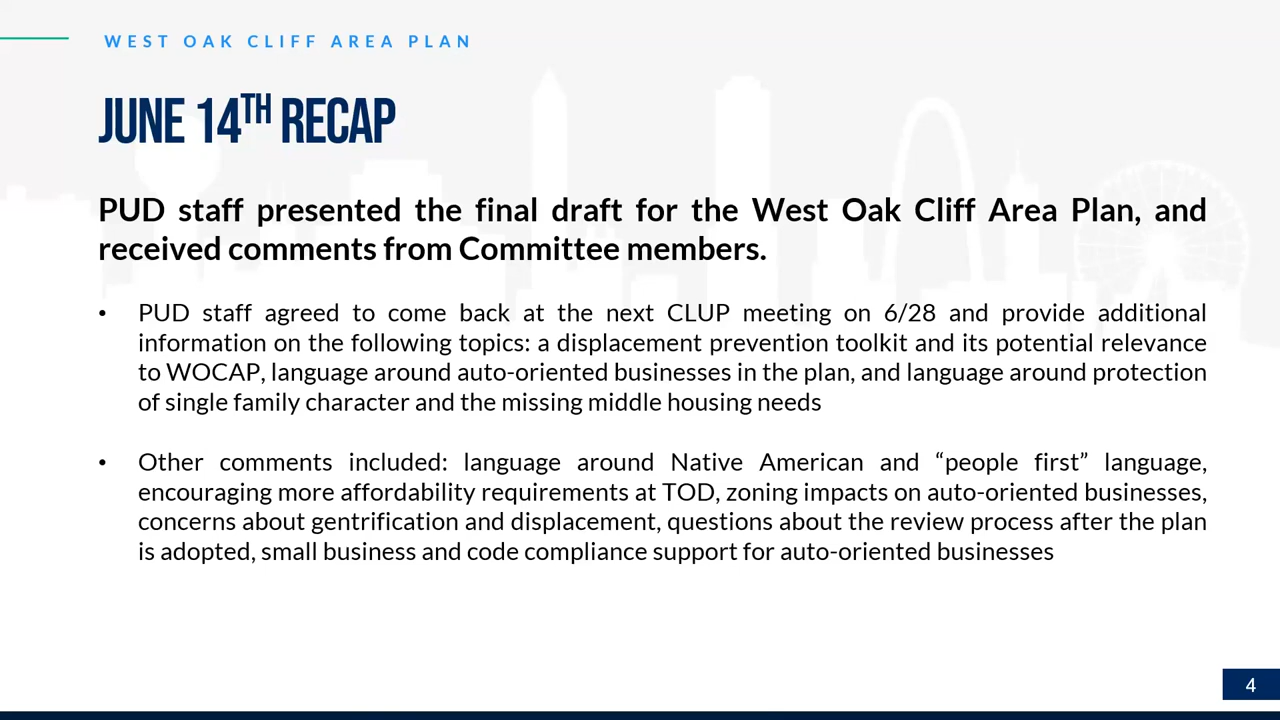 WEST OAK CLIFF AREA PLAN
JUNE 14TH RECAP
PUD staff presented the final draft for the West Oak Cliff Area Plan, and
received comments from Committee members.
• PUD staff agreed to come back at the next CLUP meeting on 6/28 and provide additional
information on the following topics: a displacement prevention toolkit and its potential relevance
to WOCAP, language around auto-oriented businesses in the plan, and language around protection
of single family character and the missing middle housing needs
• Other comments included: language around Native American and “people first” language,
encouraging more affordability requirements at TOD, zoning impacts on auto-oriented businesses,
concerns about gentrification and displacement, questions about the review process after the plan
is adopted, small business and code compliance support for auto-oriented businesses
4